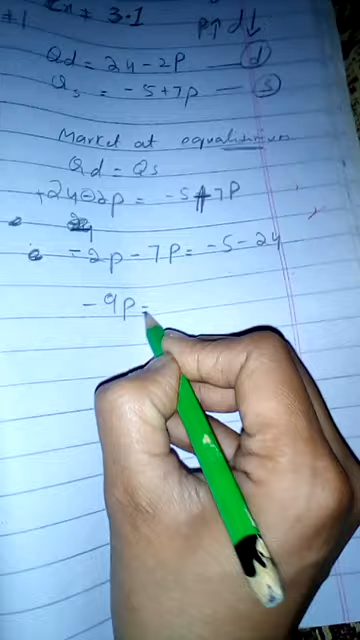 Ex # 3.1
#1 P↑ d↓
Qd = 24 - 2P — (d)
Qs = -5 + 7P — (s)
Market at equalibrium
Qd = Qs
+24 - 2P = -5 + 7P
-2P - 7P = -5 - 24
-9P =